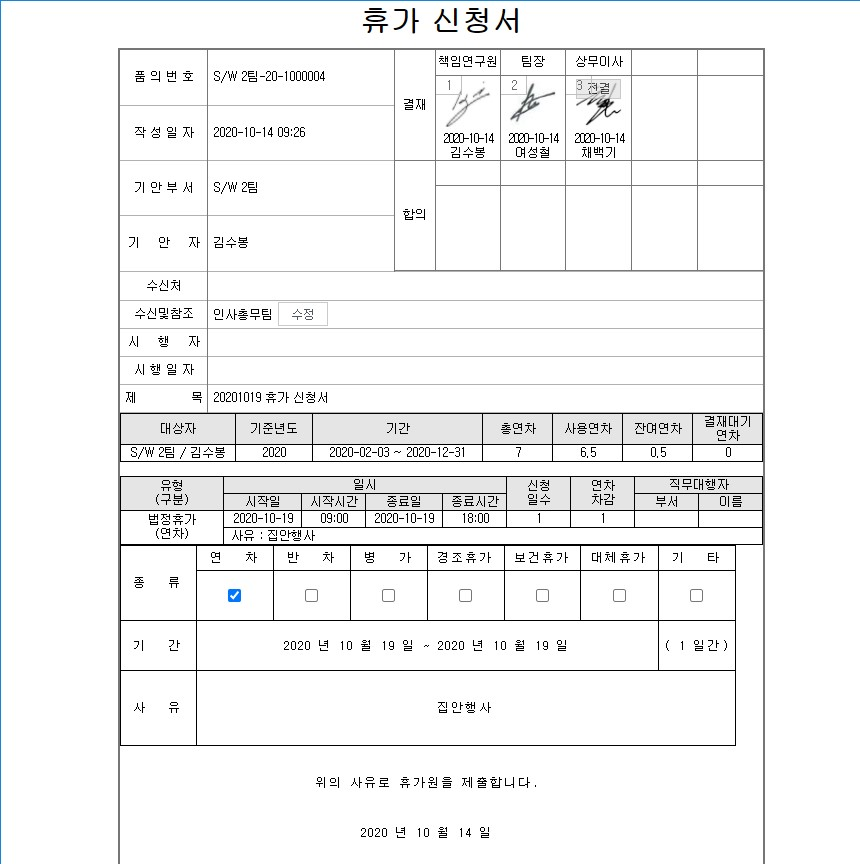 휴가 신청서
품의번호 S/W 2팀-20-1000004
결재 책임연구원 팀장 상무이사
1 2 3 전결
2020-10-14 2020-10-14 2020-10-14
김수봉 여성철 채백기
작성일자 2020-10-14 09:26
기안부서 S/W 2팀
합의
기 안 자 김수봉
수신처
수신및참조 인사총무팀 수정
시 행 자
시행일자
제 목 20201019 휴가 신청서
대상자 기준년도 기간 총연차 사용연차 잔여연차 결재대기
연차
S/W 2팀 / 김수봉 2020 2020-02-03 ~ 2020-12-31 7 6.5 0.5 0
유형
(구분) 일시 신청
일수 연차
차감 직무대행자
시작일 시작시간 종료일 종료시간 부서 이름
법정휴가
(연차) 2020-10-19 09:00 2020-10-19 18:00 1 1
사유 : 집안행사
종 류 연 차 반 차 병 가 경조휴가 보건휴가 대체휴가 기 타
기 간 2020 년 10 월 19 일 ~ 2020 년 10 월 19 일 ( 1 일간 )
사 유 집안행사
위의 사유로 휴가원을 제출합니다.
2020 년 10 월 14 일